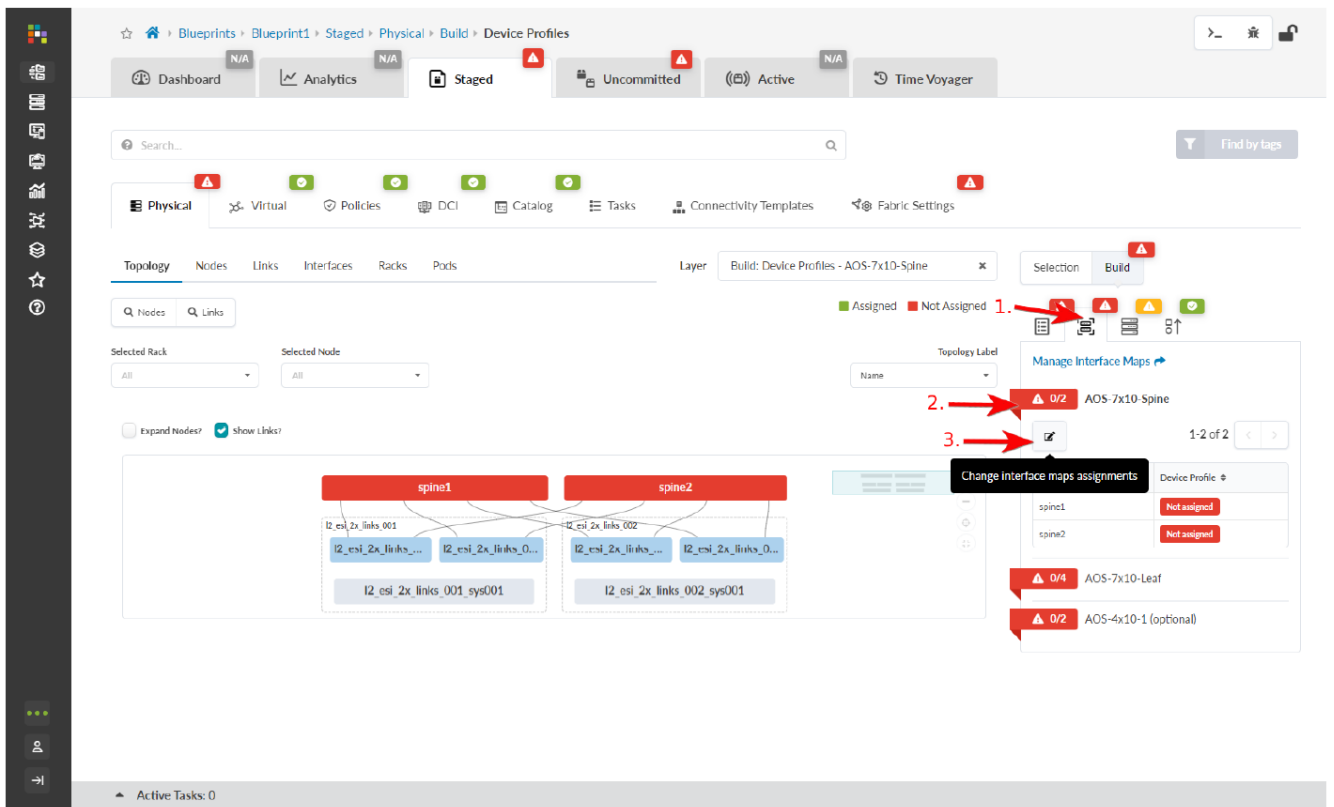 Blueprints Blueprint1 Staged Physical Build Device Profiles
>_
N/A N/A N/A
Dashboard Analytics Staged Uncommitted Active Time Voyager
Search...
Find by tags
Physical Virtual Policies DCI Catalog Tasks Connectivity Templates Fabric Settings
Topology Nodes Links Interfaces Racks Pods
Layer Build: Device Profiles - AOS-7x10-Spine
Selection Build
Nodes Links
Assigned Not Assigned
1.
Selected Rack Selected Node Topology Label
All All Name
Manage Interface Maps
2.
0/2 AOS-7x10-Spine
Expand Nodes? Show Links?
3.
1-2 of 2
Change interface maps assignments
Device Profile
spine1 spine2
spine1 Not assigned
spine2 Not assigned
l2_esi_2x_links_001 l2_esi_2x_links_002
l2_esi_2x_links_... l2_esi_2x_links_0... l2_esi_2x_links_... l2_esi_2x_links_0...
l2_esi_2x_links_001_sys001 l2_esi_2x_links_002_sys001
0/4 AOS-7x10-Leaf
0/2 AOS-4x10-1 (optional)
Active Tasks: 0